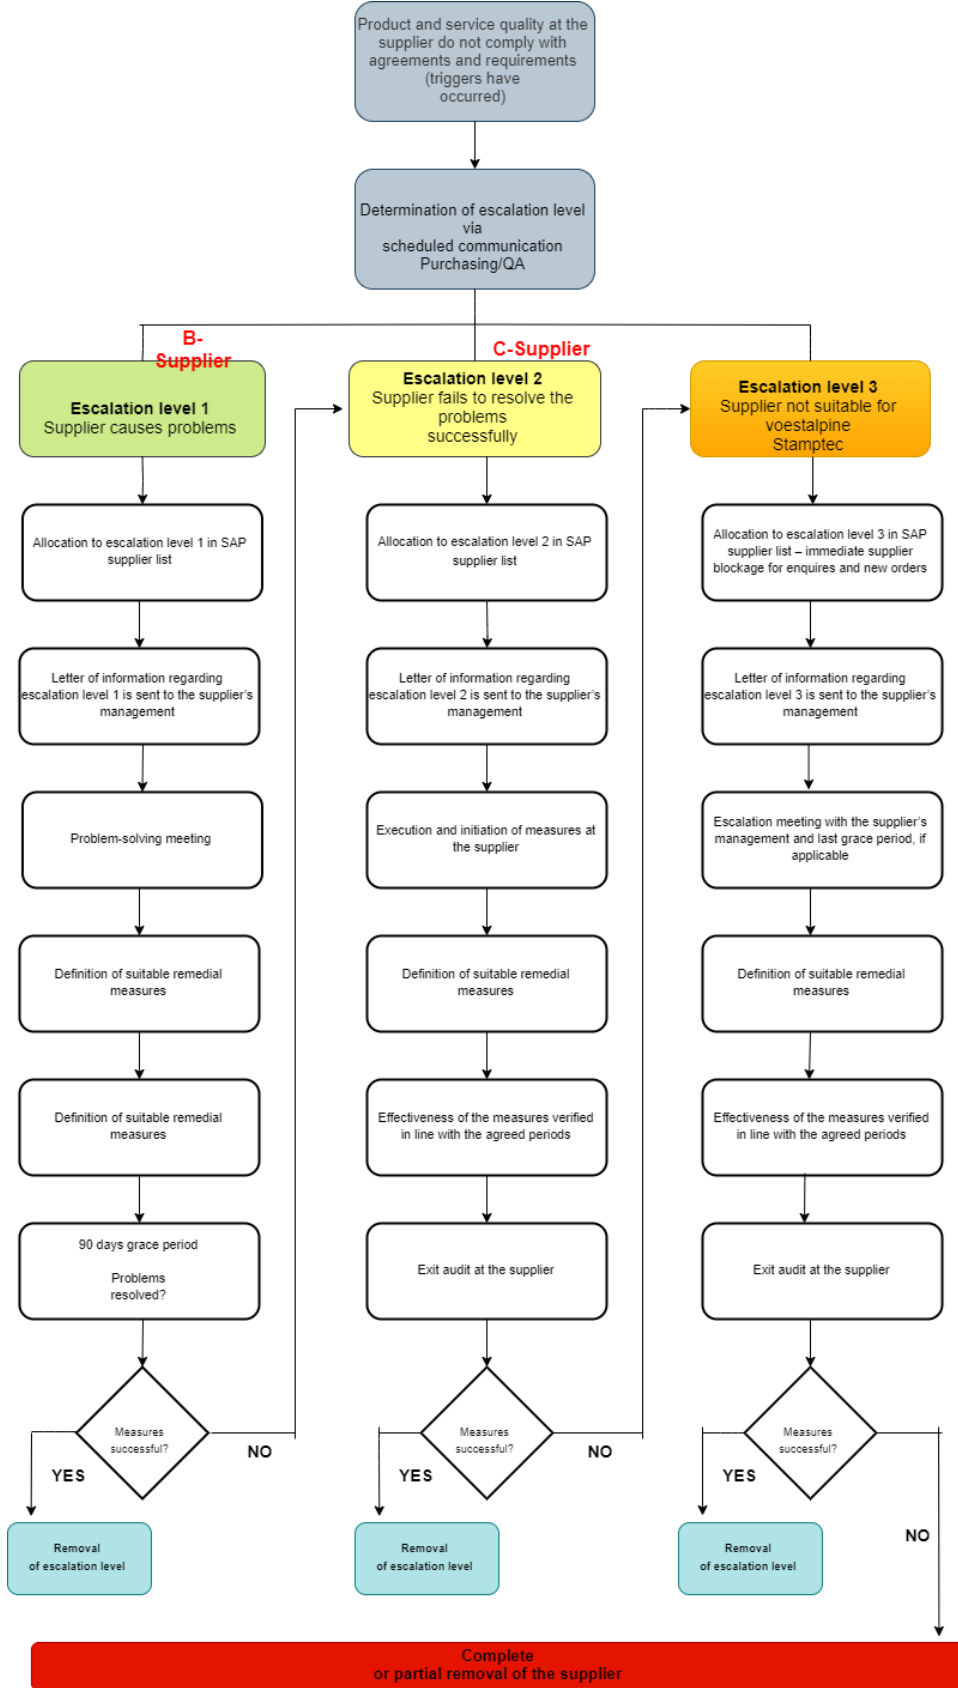 Product and service quality at the
supplier do not comply with
agreements and requirements
(triggers have
occurred)
Determination of escalation level
via
scheduled communication
Purchasing/QA
B-
Supplier
C-Supplier
Escalation level 1
Supplier causes problems
Escalation level 2
Supplier fails to resolve the
problems
successfully
Escalation level 3
Supplier not suitable for
voestalpine
Stamptec
Allocation to escalation level 1 in SAP
supplier list
Allocation to escalation level 2 in SAP
supplier list
Allocation to escalation level 3 in SAP
supplier list – immediate supplier
blockage for enquires and new orders
Letter of information regarding
escalation level 1 is sent to the supplier's
management
Letter of information regarding
escalation level 2 is sent to the supplier's
management
Letter of information regarding
escalation level 3 is sent to the supplier's
management
Problem-solving meeting
Execution and initiation of measures at
the supplier
Escalation meeting with the supplier's
management and last grace period, if
applicable
Definition of suitable remedial
measures
Definition of suitable remedial
measures
Definition of suitable remedial
measures
Definition of suitable remedial
measures
Effectiveness of the measures verified
in line with the agreed periods
Effectiveness of the measures verified
in line with the agreed periods
90 days grace period
Problems
resolved?
Exit audit at the supplier
Exit audit at the supplier
Measures
successful?
YES
NO
Measures
successful?
YES
NO
Measures
successful?
YES
NO
Removal
of escalation level
Removal
of escalation level
Removal
of escalation level
Complete
or partial removal of the supplier